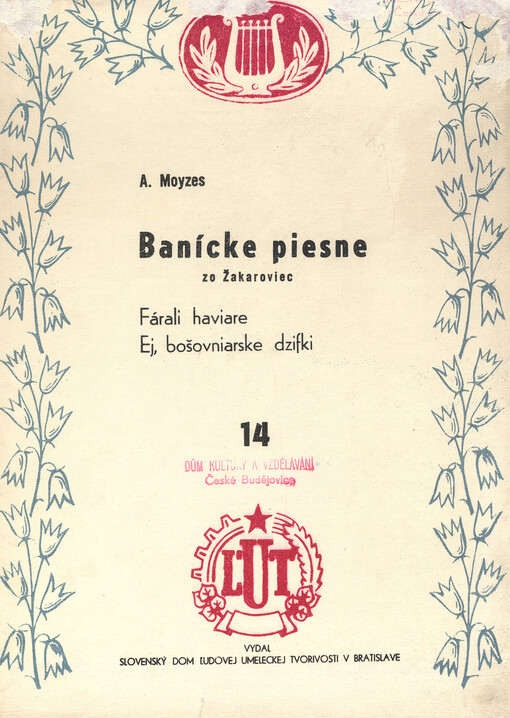 A. Moyzes
Banícke piesne
zo Žakaroviec
Fárali haviare
Ej, bošovniarske dzifki
14
DŮM KULTURY A VZDĚLÁVÁNÍ
České Budějovice
ĽUT
VYDAL
SLOVENSKÝ DOM ĽUDOVEJ UMELECKEJ TVORIVOSTI V BRATISLAVE